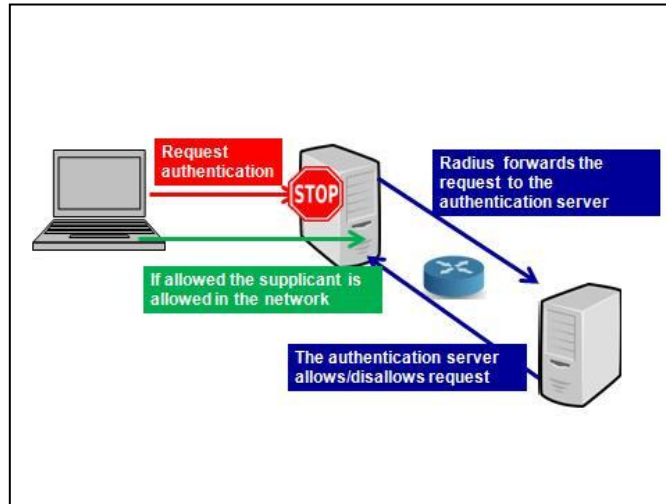 Request
authentication
STOP
Radius forwards the
request to the
authentication server
If allowed the supplicant is
allowed in the network
The authentication server
allows/disallows request